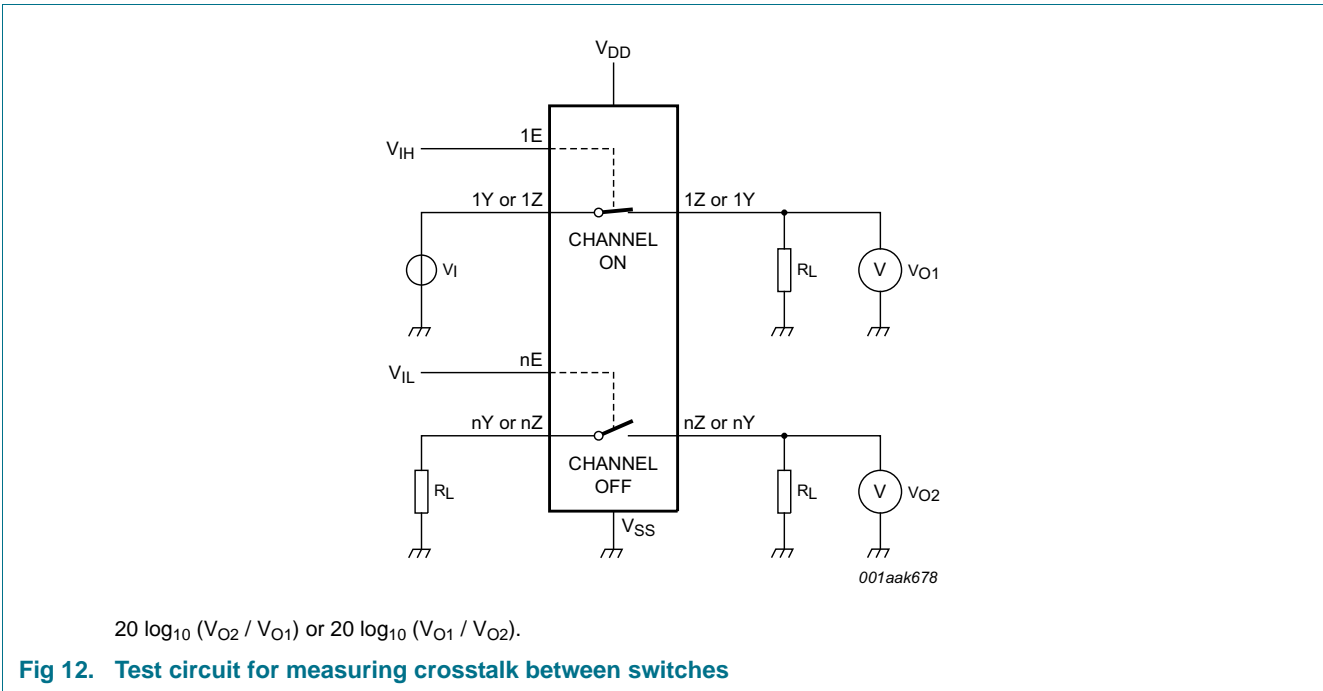 VDD
1E
VIH
1Y or 1Z
1Z or 1Y
CHANNEL
ON
VI
RL
V
VO1
nE
VIL
nY or nZ
nZ or nY
CHANNEL
OFF
RL
RL
V
VO2
VSS
001aak678
20 log10 (VO2 / VO1) or 20 log10 (VO1 / VO2).
Fig 12. Test circuit for measuring crosstalk between switches